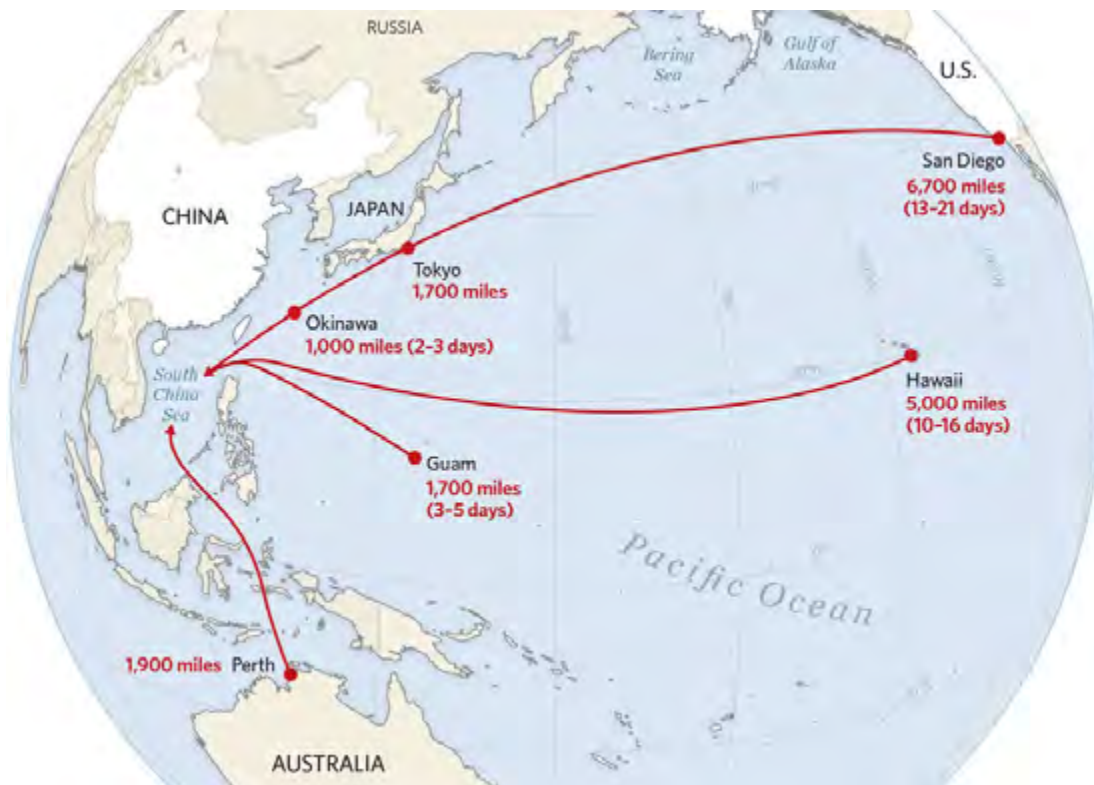 RUSSIA
Bering
Sea
Gulf of
Alaska
U.S.
San Diego
6,700 miles
(13–21 days)
CHINA
JAPAN
Tokyo
1,700 miles
Okinawa
1,000 miles (2–3 days)
South
China
Sea
Hawaii
5,000 miles
(10–16 days)
Guam
1,700 miles
(3–5 days)
Pacific Ocean
1,900 miles Perth
AUSTRALIA